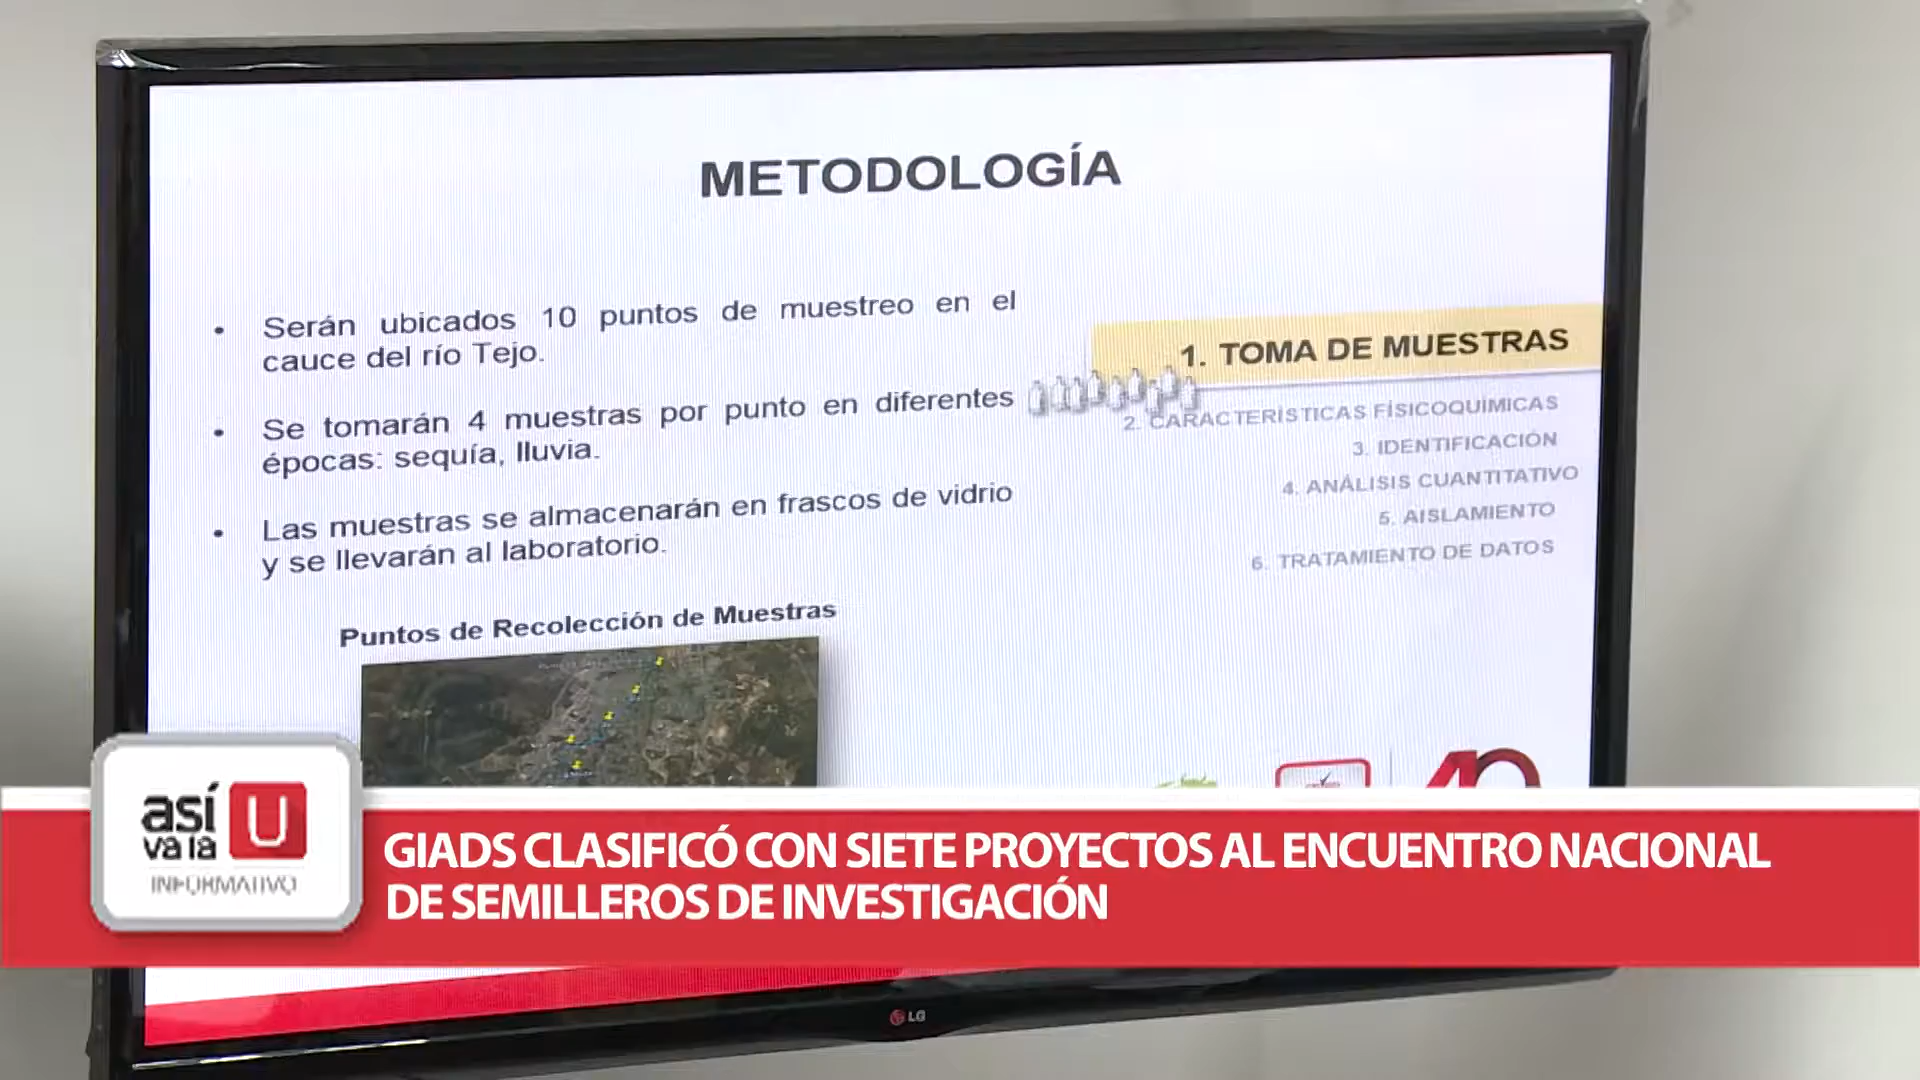 METODOLOGÍA
• Serán ubicados 10 puntos de muestreo en el
cauce del río Tejo.
• Se tomarán 4 muestras por punto en diferentes
épocas: sequía, lluvia.
• Las muestras se almacenarán en frascos de vidrio
y se llevarán al laboratorio.
Puntos de Recolección de Muestras
1. TOMA DE MUESTRAS
2. CARACTERÍSTICAS FÍSICOQUÍMICAS
3. IDENTIFICACIÓN
4. ANÁLISIS CUANTITATIVO
5. AISLAMIENTO
6. TRATAMIENTO DE DATOS
40
así
va la
U
INFORMATIVO
GIADS CLASIFICÓ CON SIETE PROYECTOS AL ENCUENTRO NACIONAL
DE SEMILLEROS DE INVESTIGACIÓN
LG